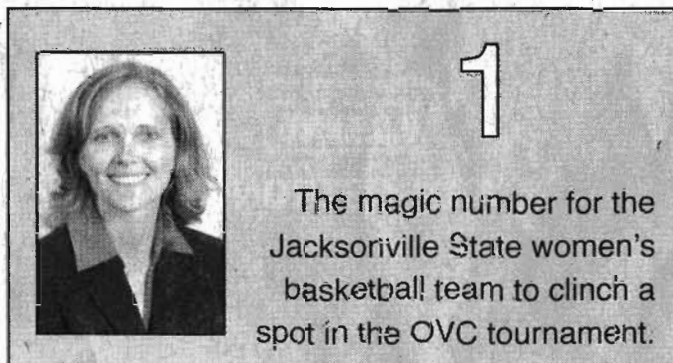 1
The magic number for the
Jacksonville State women's
basketball team to clinch a
spot in the OVC tournament.